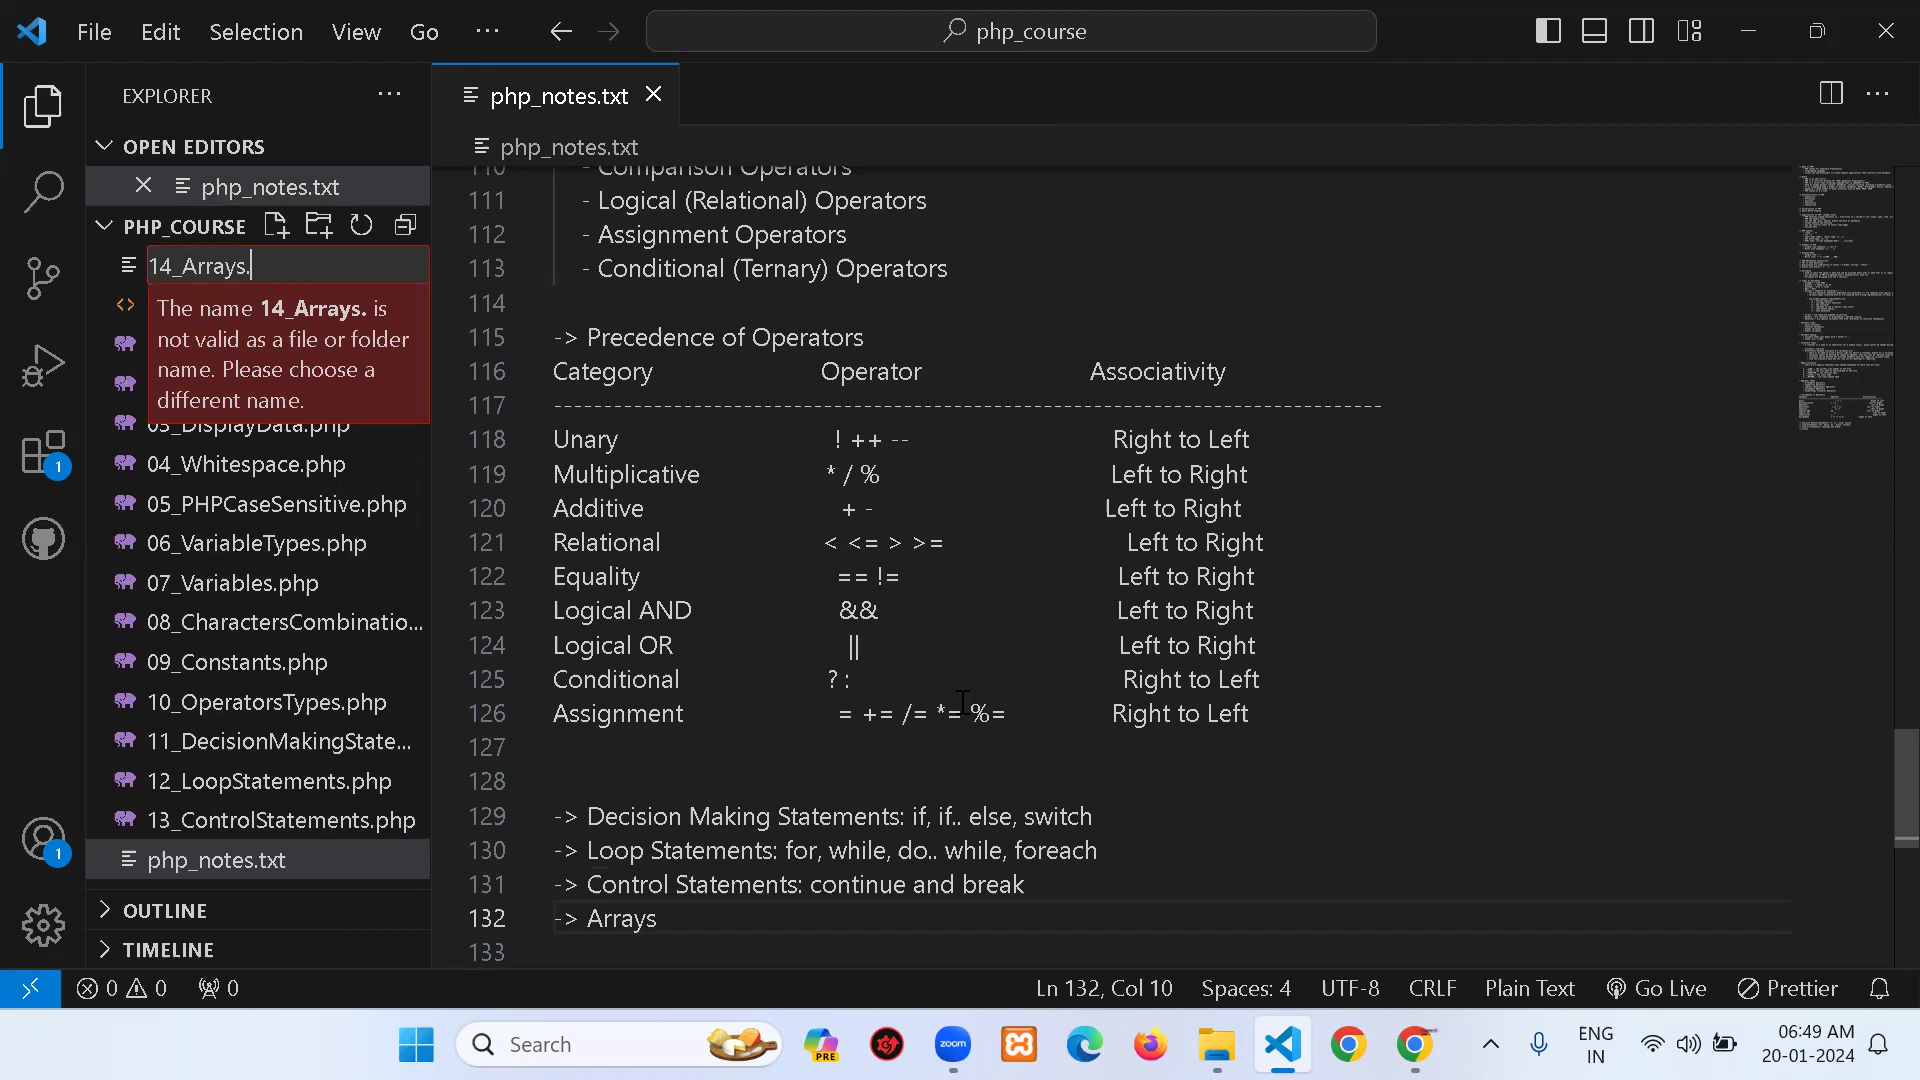 File Edit Selection View Go ...
php_course
EXPLORER ...
OPEN EDITORS
php_notes.txt
PHP_COURSE
14_Arrays.
The name 14_Arrays. is
not valid as a file or folder
name. Please choose a
different name.
03_DisplayData.php
04_Whitespace.php
05_PHPCaseSensitive.php
06_VariableTypes.php
07_Variables.php
08_CharactersCombinatio...
09_Constants.php
10_OperatorsTypes.php
11_DecisionMakingState...
12_LoopStatements.php
13_ControlStatements.php
php_notes.txt
OUTLINE
TIMELINE
1
1
php_notes.txt
php_notes.txt
110 - Comparison Operators
111 - Logical (Relational) Operators
112 - Assignment Operators
113 - Conditional (Ternary) Operators
114
115 -> Precedence of Operators
116 Category Operator Associativity
117 -----------------------------------------------------------------------------------
118 Unary ! ++ -- Right to Left
119 Multiplicative * / % Left to Right
120 Additive + - Left to Right
121 Relational < <= > >= Left to Right
122 Equality == != Left to Right
123 Logical AND && Left to Right
124 Logical OR || Left to Right
125 Conditional ? : Right to Left
126 Assignment = += /= *= %= Right to Left
127
128
129 -> Decision Making Statements: if, if.. else, switch
130 -> Loop Statements: for, while, do.. while, foreach
131 -> Control Statements: continue and break
132 -> Arrays
133
0 0 0 Ln 132, Col 10 Spaces: 4 UTF-8 CRLF Plain Text Go Live Prettier
Search
PRE
zoom
ENG
IN
06:49 AM
20-01-2024